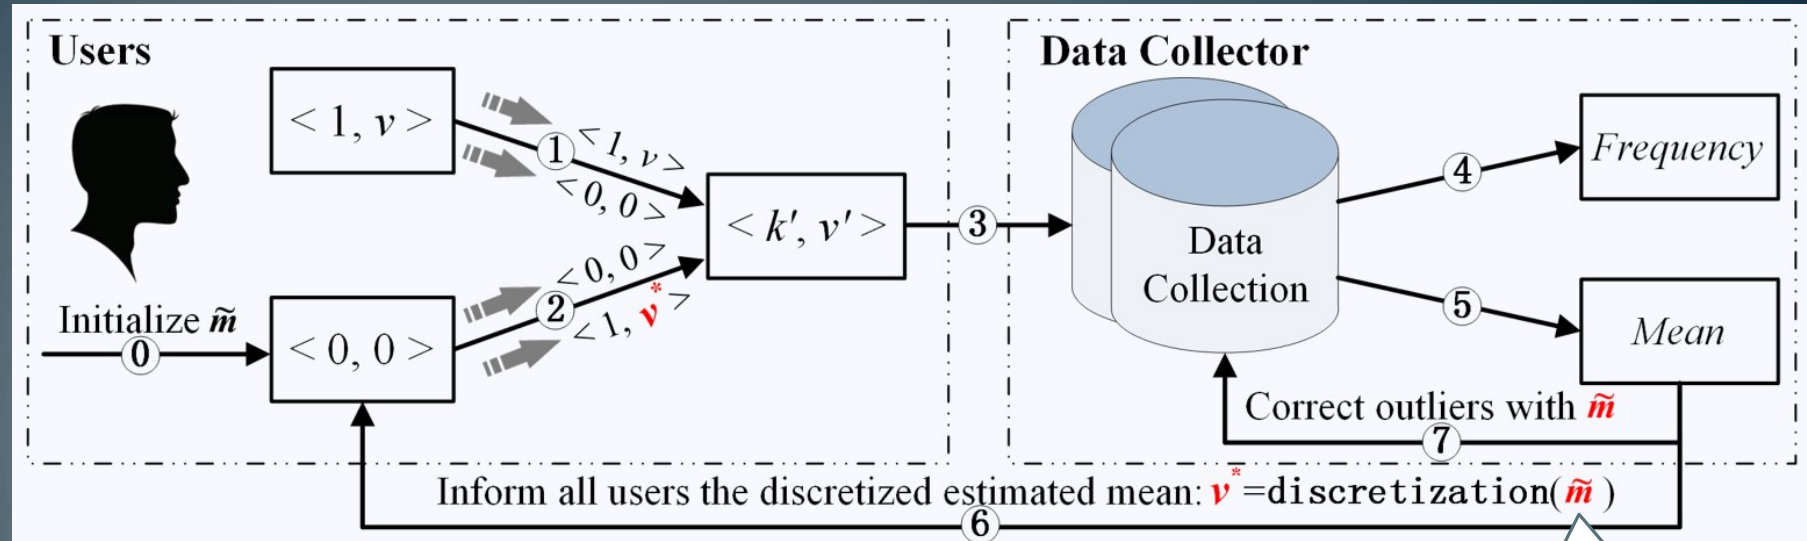 Users
Data Collector
< 1, v >
1
< 1, v >
< 0, 0 >
< k′, v′ >
3
Data
Collection
4
Frequency
Initialize m̃
0
< 0, 0 >
2
< 0, 0 >
< 1, v* >
5
Mean
Correct outliers with m̃
7
Inform all users the discretized estimated mean: v*=discretization( m̃ )
6